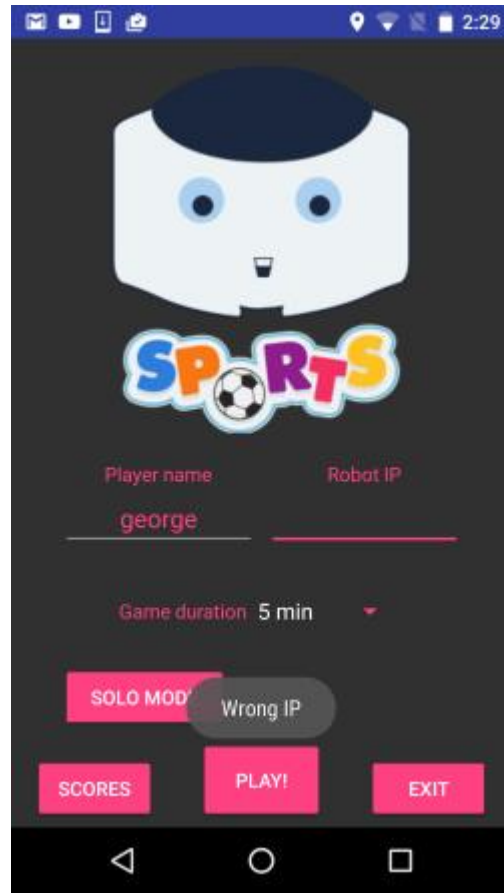 2:29
SPORTS
Player name
Robot IP
george
Game duration 5 min
SOLO MOD
Wrong IP
SCORES
PLAY!
EXIT